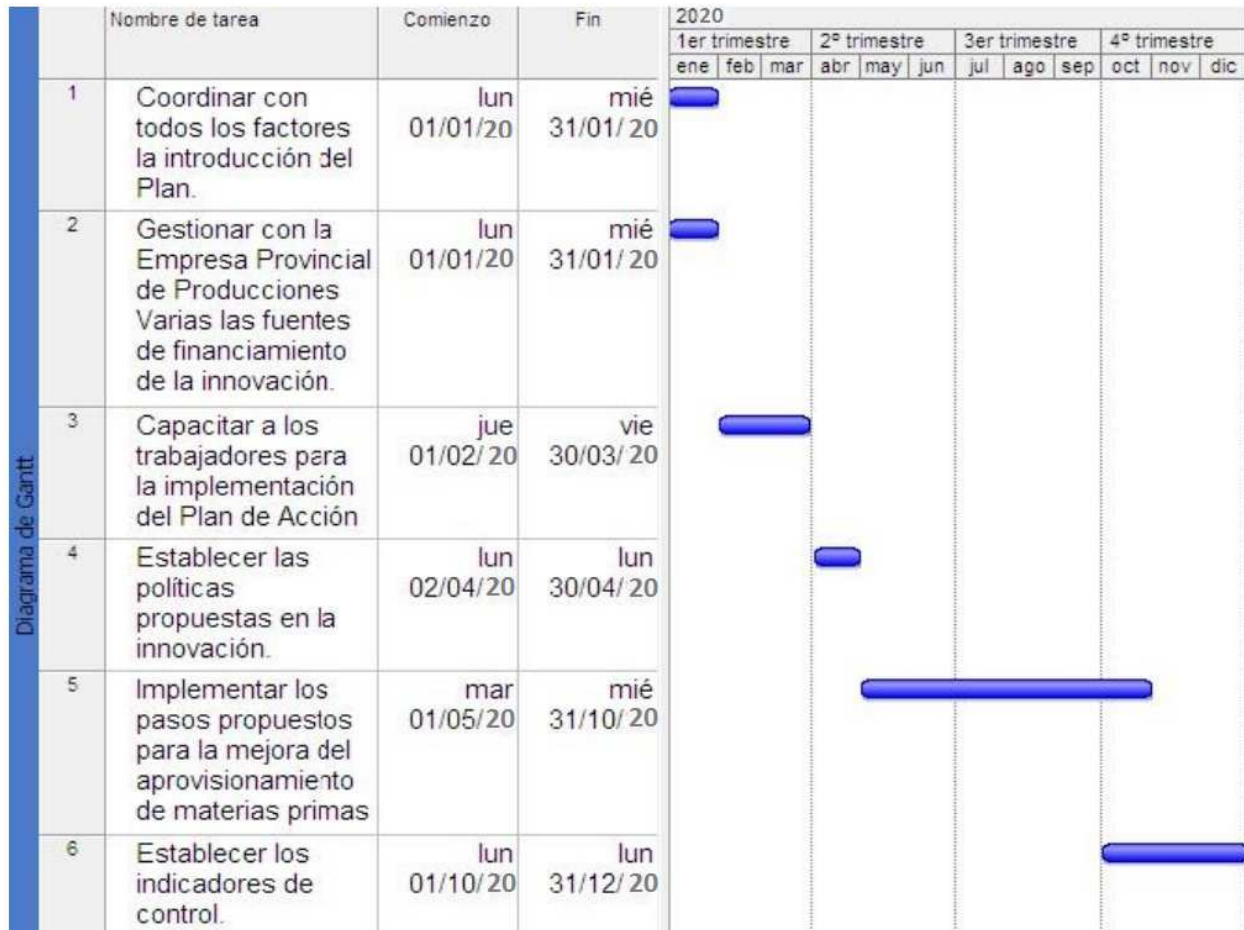 Diagrama de Gantt
Nombre de tarea Comienzo Fin 2020
1er trimestre 2º trimestre 3er trimestre 4º trimestre
ene feb mar abr may jun jul ago sep oct nov dic
1 Coordinar con lun mié
todos los factores 01/01/20 31/01/20
la introducción del
Plan.
2 Gestionar con la lun mié
Empresa Provincial 01/01/20 31/01/20
de Producciones
Varias las fuentes
de financiamiento
de la innovación.
3 Capacitar a los jue vie
trabajadores para 01/02/20 30/03/20
la implementación
del Plan de Acción
4 Establecer las lun lun
políticas 02/04/20 30/04/20
propuestas en la
innovación.
5 Implementar los mar mié
pasos propuestos 01/05/20 31/10/20
para la mejora del
aprovisionamiento
de materias primas
6 Establecer los lun lun
indicadores de 01/10/20 31/12/20
control.